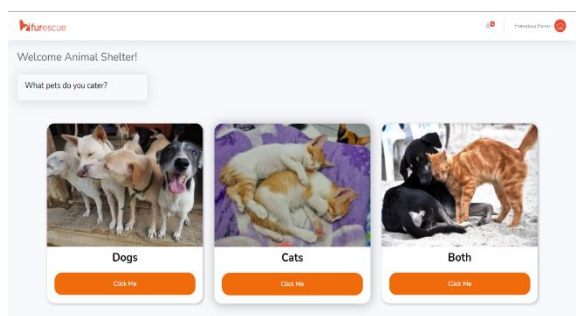 furescue
Welcome Animal Shelter!
What pets do you cater?
Dogs
Cats
Both
Click Me
Click Me
Click Me